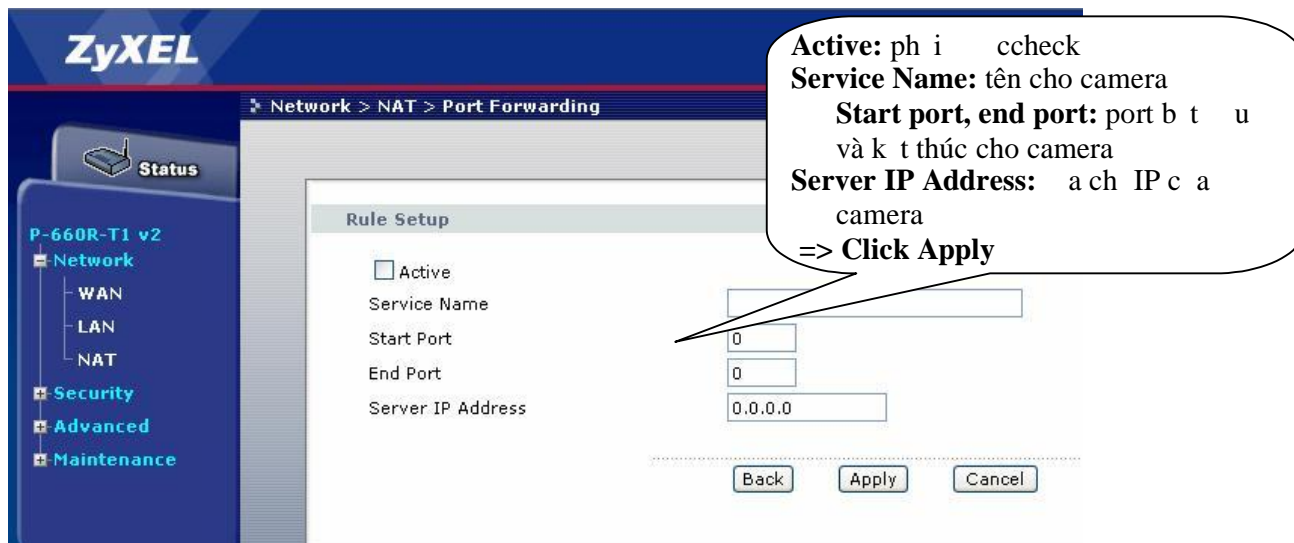 ZyXEL
Active: ph i ccheck
Service Name: tên cho camera
Start port, end port: port b t u
và k t thúc cho camera
Server IP Address: a ch IP c a
camera
=> Click Apply
Network > NAT > Port Forwarding
Status
P-660R-T1 v2
Network
WAN
LAN
NAT
Security
Advanced
Maintenance
Rule Setup
Active
Service Name
Start Port 0
End Port 0
Server IP Address 0.0.0.0
Back Apply Cancel